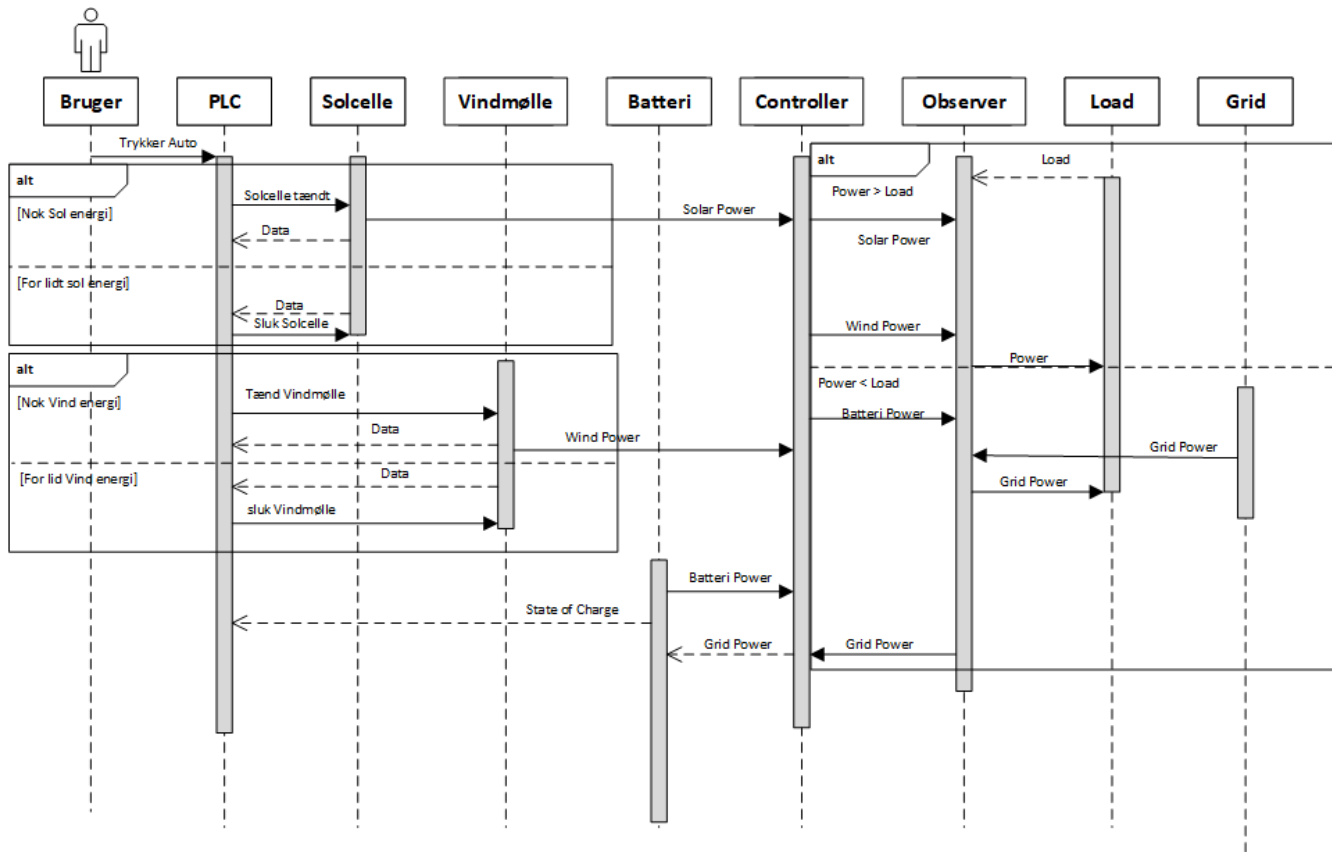 Bruger
PLC
Solcelle
Vindmølle
Batteri
Controller
Observer
Load
Grid
Trykker Auto
alt
[Nok Sol energi]
Solcelle tændt
Data
Solar Power
[For lidt sol energi]
Data
Sluk Solcelle
alt
[Nok Vind energi]
Tænd Vindmølle
Data
Wind Power
[For lid Vind energi]
Data
sluk Vindmølle
Batteri Power
State of Charge
Grid Power
alt
Load
Power > Load
Solar Power
Wind Power
Power
Power < Load
Batteri Power
Grid Power
Grid Power
Grid Power